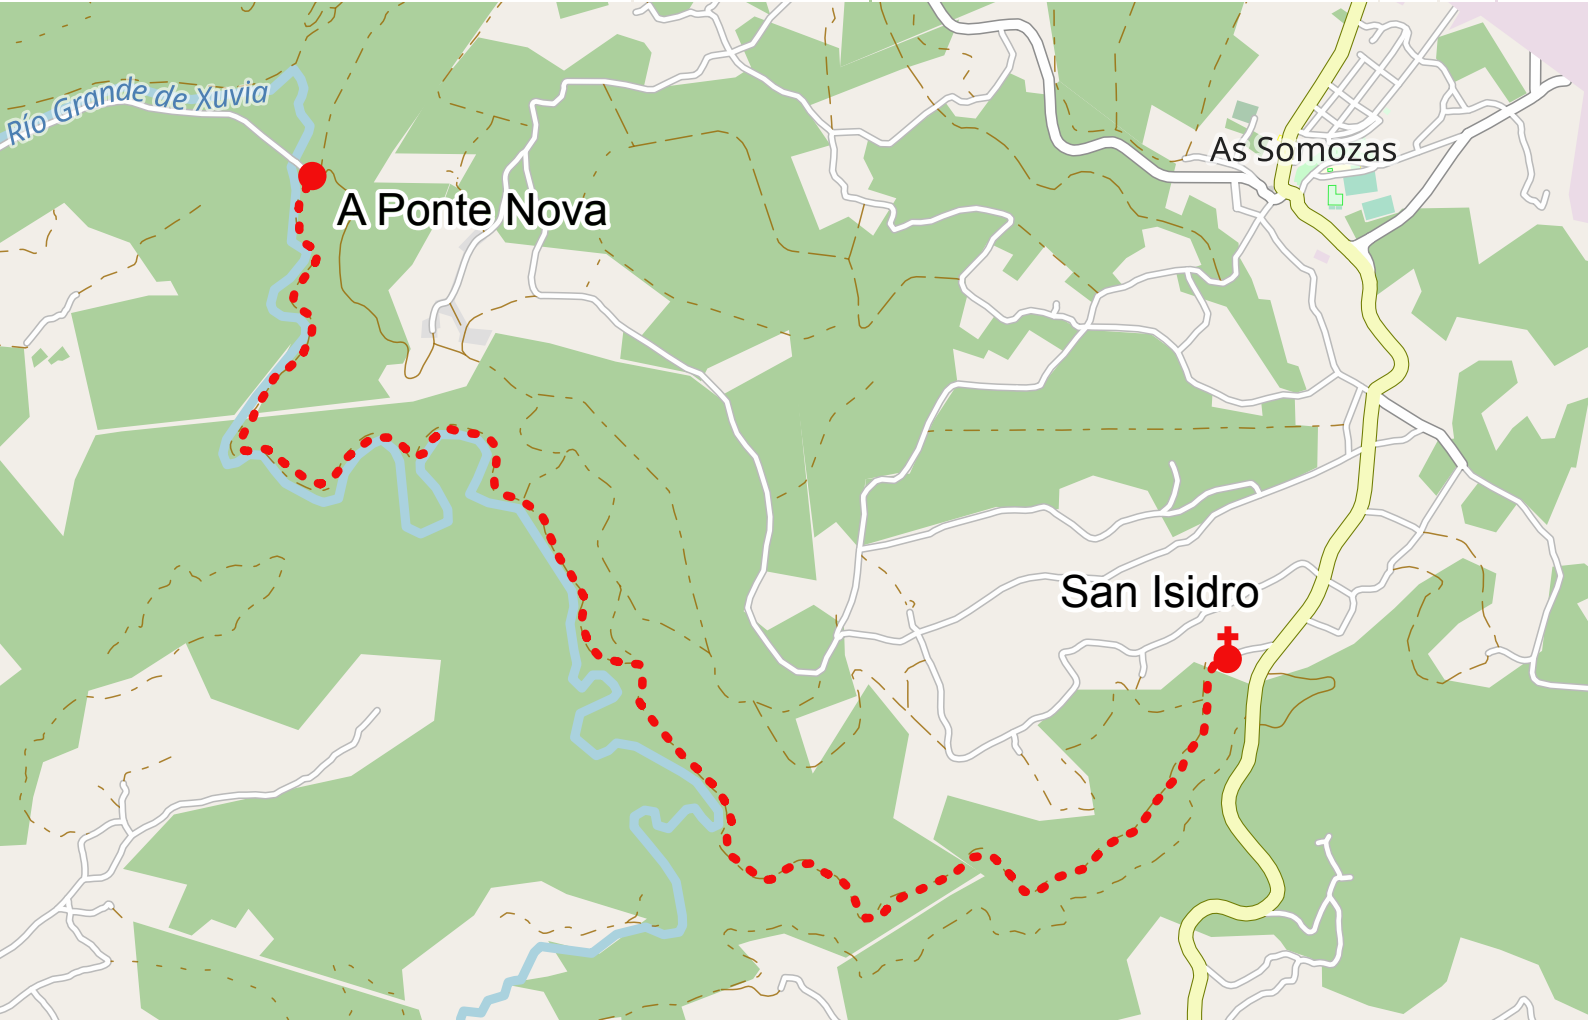 Río Grande de Xuvia
As Somozas
A Ponte Nova
San Isidro